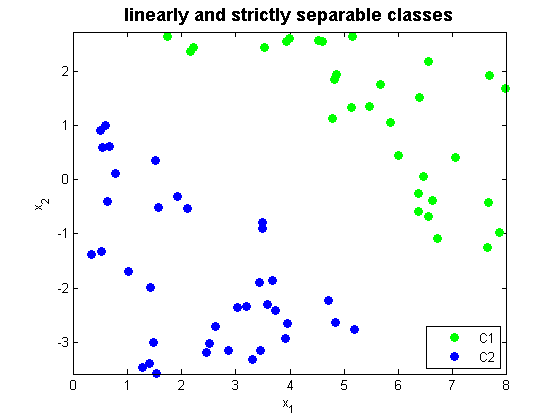 linearly and strictly separable classes
2
1
0
-1
-2
-3
x2
0 1 2 3 4 5 6 7 8
x1
C1
C2